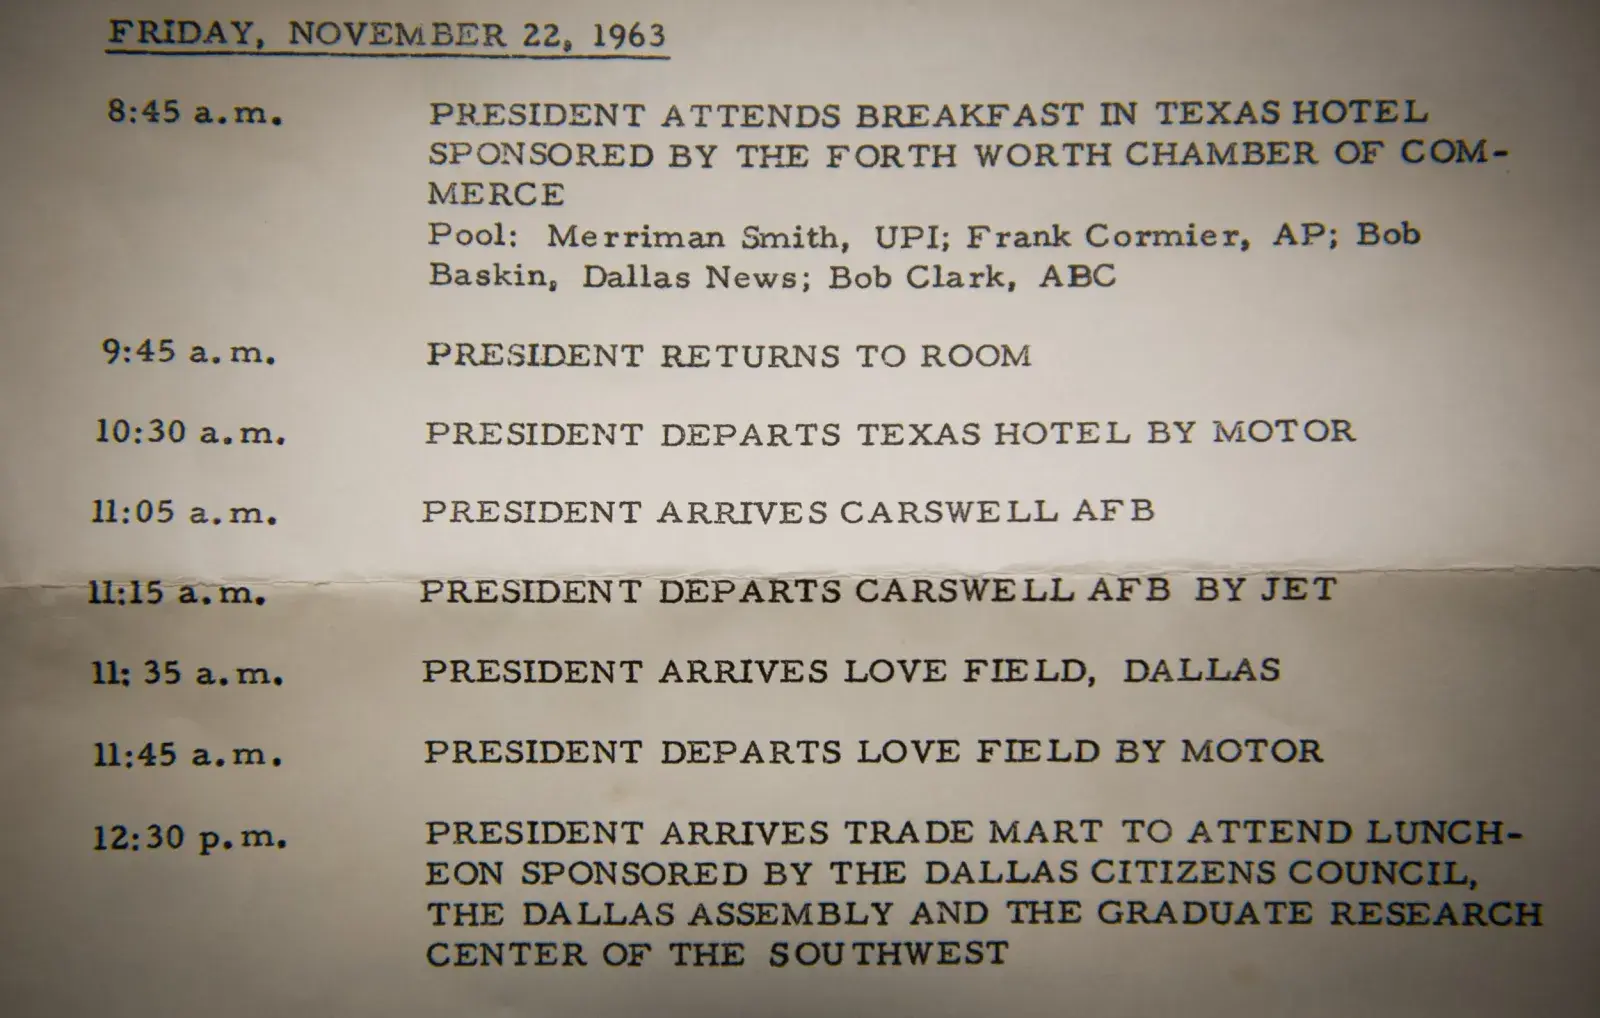 FRIDAY, NOVEMBER 22, 1963
8:45 a.m. PRESIDENT ATTENDS BREAKFAST IN TEXAS HOTEL
SPONSORED BY THE FORTH WORTH CHAMBER OF COM-
MERCE
Pool: Merriman Smith, UPI; Frank Cormier, AP; Bob
Baskin, Dallas News; Bob Clark, ABC
9:45 a.m. PRESIDENT RETURNS TO ROOM
10:30 a.m. PRESIDENT DEPARTS TEXAS HOTEL BY MOTOR
11:05 a.m. PRESIDENT ARRIVES CARSWELL AFB
11:15 a.m. PRESIDENT DEPARTS CARSWELL AFB BY JET
11: 35 a.m. PRESIDENT ARRIVES LOVE FIELD, DALLAS
11:45 a.m. PRESIDENT DEPARTS LOVE FIELD BY MOTOR
12:30 p.m. PRESIDENT ARRIVES TRADE MART TO ATTEND LUNCH-
EON SPONSORED BY THE DALLAS CITIZENS COUNCIL,
THE DALLAS ASSEMBLY AND THE GRADUATE RESEARCH
CENTER OF THE SOUTHWEST